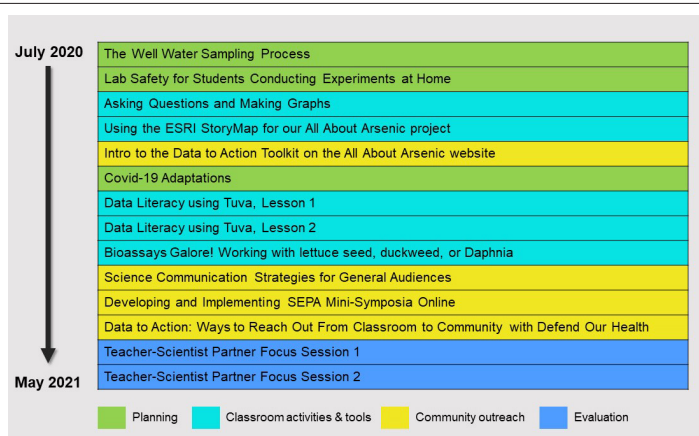 July 2020
The Well Water Sampling Process
Lab Safety for Students Conducting Experiments at Home
Asking Questions and Making Graphs
Using the ESRI StoryMap for our All About Arsenic project
Intro to the Data to Action Toolkit on the All About Arsenic website
Covid-19 Adaptations
Data Literacy using Tuva, Lesson 1
Data Literacy using Tuva, Lesson 2
Bioassays Galore! Working with lettuce seed, duckweed, or Daphnia
Science Communication Strategies for General Audiences
Developing and Implementing SEPA Mini-Symposia Online
Data to Action: Ways to Reach Out From Classroom to Community with Defend Our Health
Teacher-Scientist Partner Focus Session 1
Teacher-Scientist Partner Focus Session 2
May 2021
Planning Classroom activities & tools Community outreach Evaluation